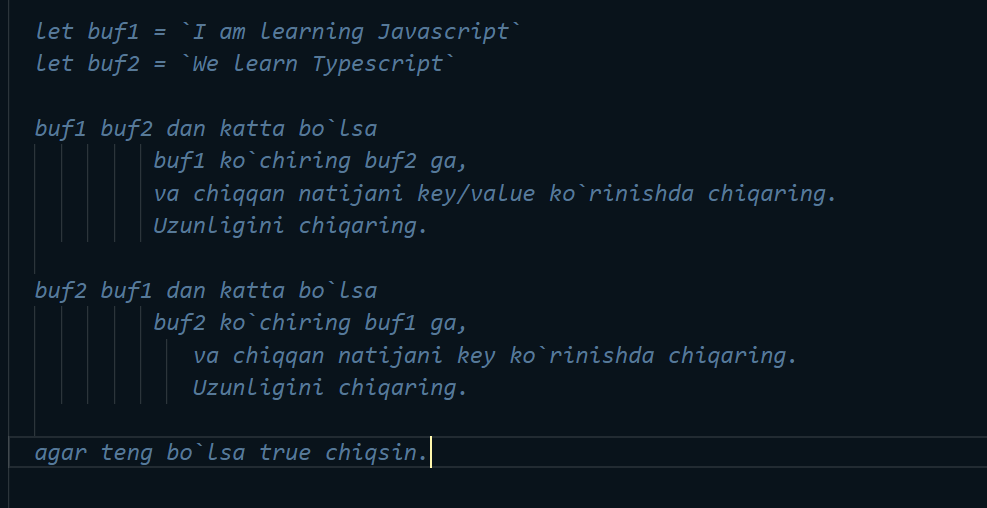 let buf1 = `I am learning Javascript`
let buf2 = `We learn Typescript`
buf1 buf2 dan katta bo`lsa
buf1 ko`chiring buf2 ga,
va chiqqan natijani key/value ko`rinishda chiqaring.
Uzunligini chiqaring.
buf2 buf1 dan katta bo`lsa
buf2 ko`chiring buf1 ga,
va chiqqan natijani key ko`rinishda chiqaring.
Uzunligini chiqaring.
agar teng bo`lsa true chiqsin.